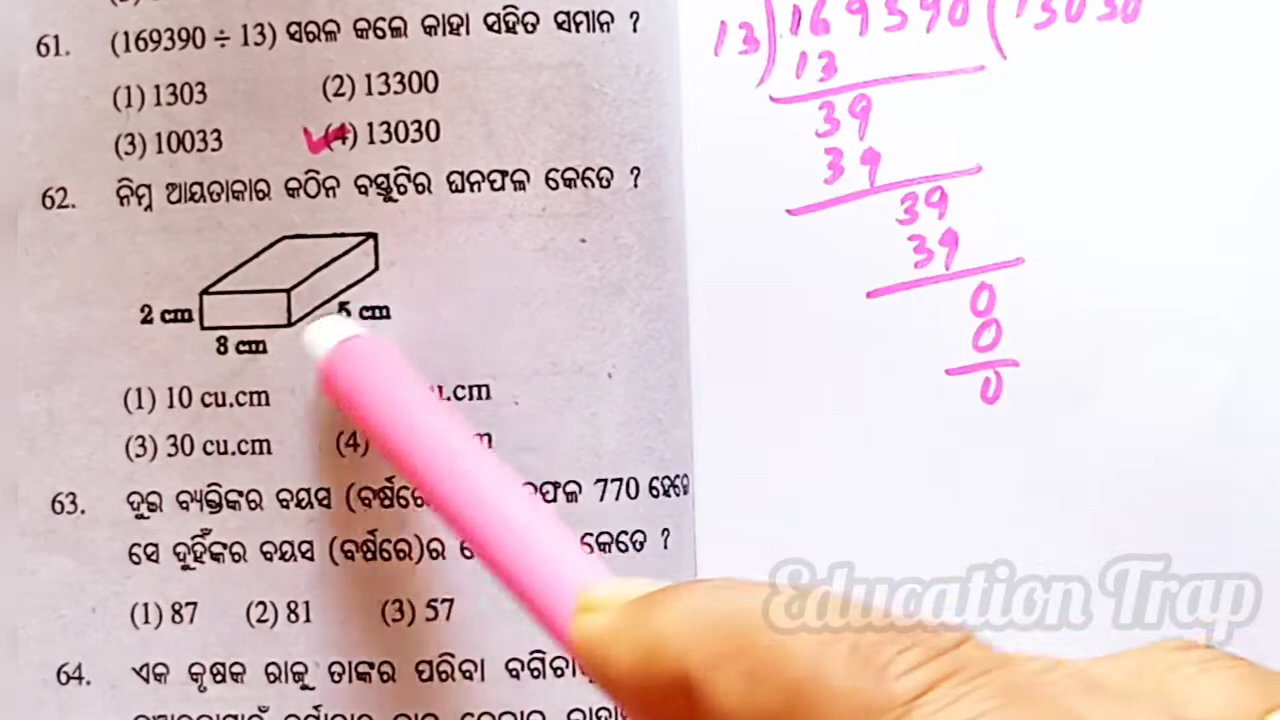 61. (169390 ÷ 13) ସରଳ କଲେ କାହା ସହିତ ସମାନ ?
(1) 1303 (2) 13300
(3) 10033 (4) 13030
62. ନିମ୍ନ ଆୟତାକାର କଠିନ ବସ୍ତୁଟିର ଘନଫଳ କେତେ ?
2 cm 5 cm
3 cm
(1) 10 cu.cm u.cm
(3) 30 cu.cm (4) m
63. ଦୁଇ ବ୍ୟକ୍ତିଙ୍କର ବୟସ 770 ହେଲେ
ସେ ଦୁହିଁଙ୍କର ବୟସ (ବର୍ଷରେ)ର କେତେ ?
(1) 87 (2) 81 (3) 57
64. ଏକ କୃଷକ ରାଜୁ ତାଙ୍କର ପରିବା
13) 169390 ( 13030
13
39
39
39
39
0
0
0
Education Trap